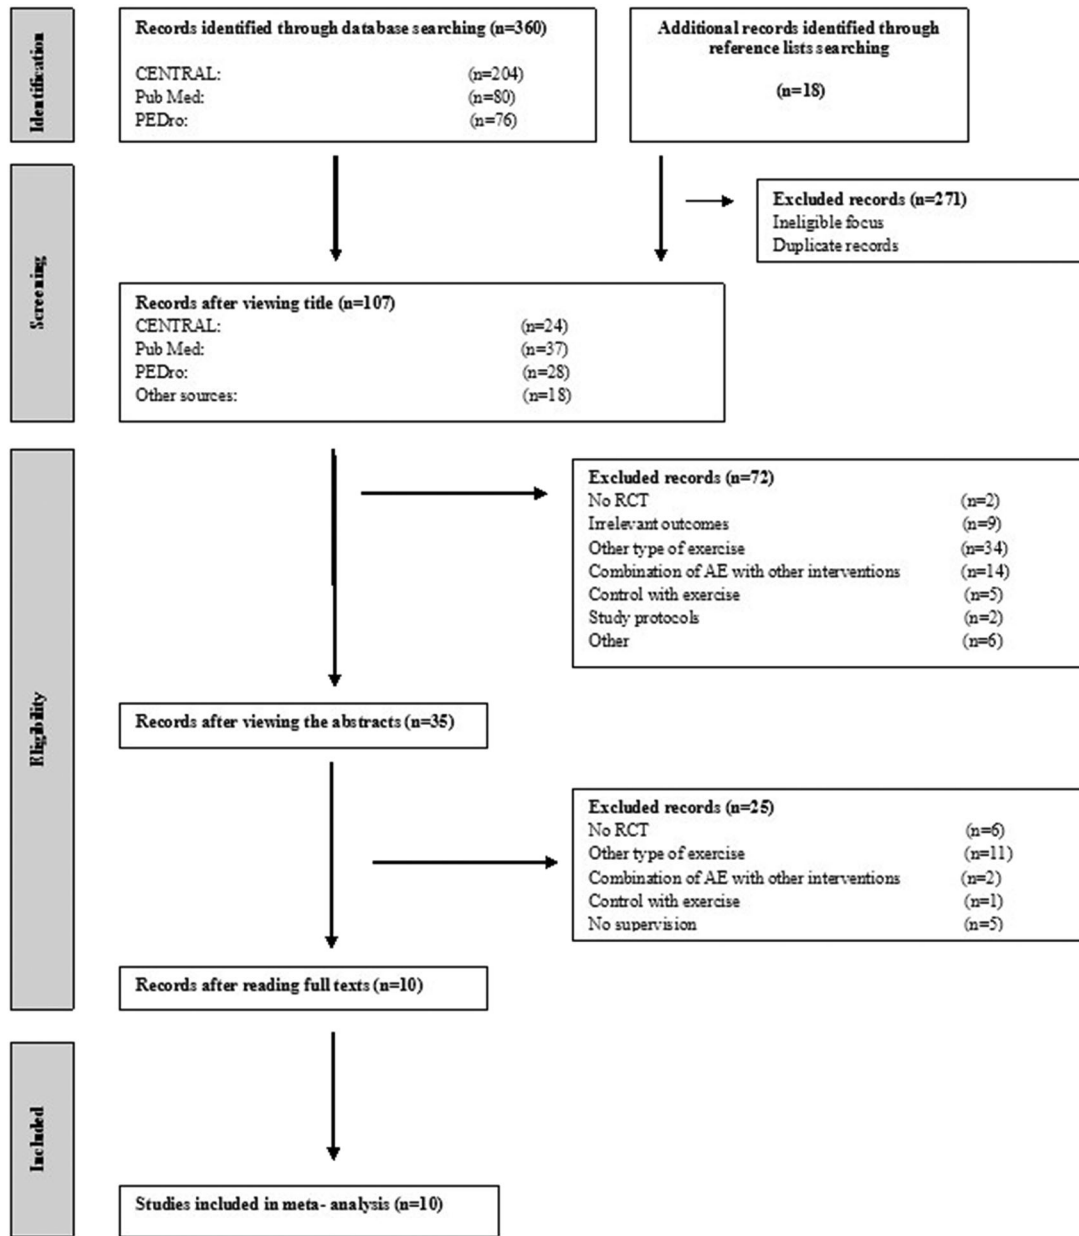 Identification
Records identified through database searching (n=360)
CENTRAL: (n=204)
Pub Med: (n=80)
PEDro: (n=76)
Additional records identified through
reference lists searching
(n=18)
Screening
Excluded records (n=271)
Ineligible focus
Duplicate records
Records after viewing title (n=107)
CENTRAL: (n=24)
Pub Med: (n=37)
PEDro: (n=28)
Other sources: (n=18)
Eligibility
Excluded records (n=72)
No RCT (n=2)
Irrelevant outcomes (n=9)
Other type of exercise (n=34)
Combination of AE with other interventions (n=14)
Control with exercise (n=5)
Study protocols (n=2)
Other (n=6)
Records after viewing the abstracts (n=35)
Excluded records (n=25)
No RCT (n=6)
Other type of exercise (n=11)
Combination of AE with other interventions (n=2)
Control with exercise (n=1)
No supervision (n=5)
Records after reading full texts (n=10)
Included
Studies included in meta- analysis (n=10)